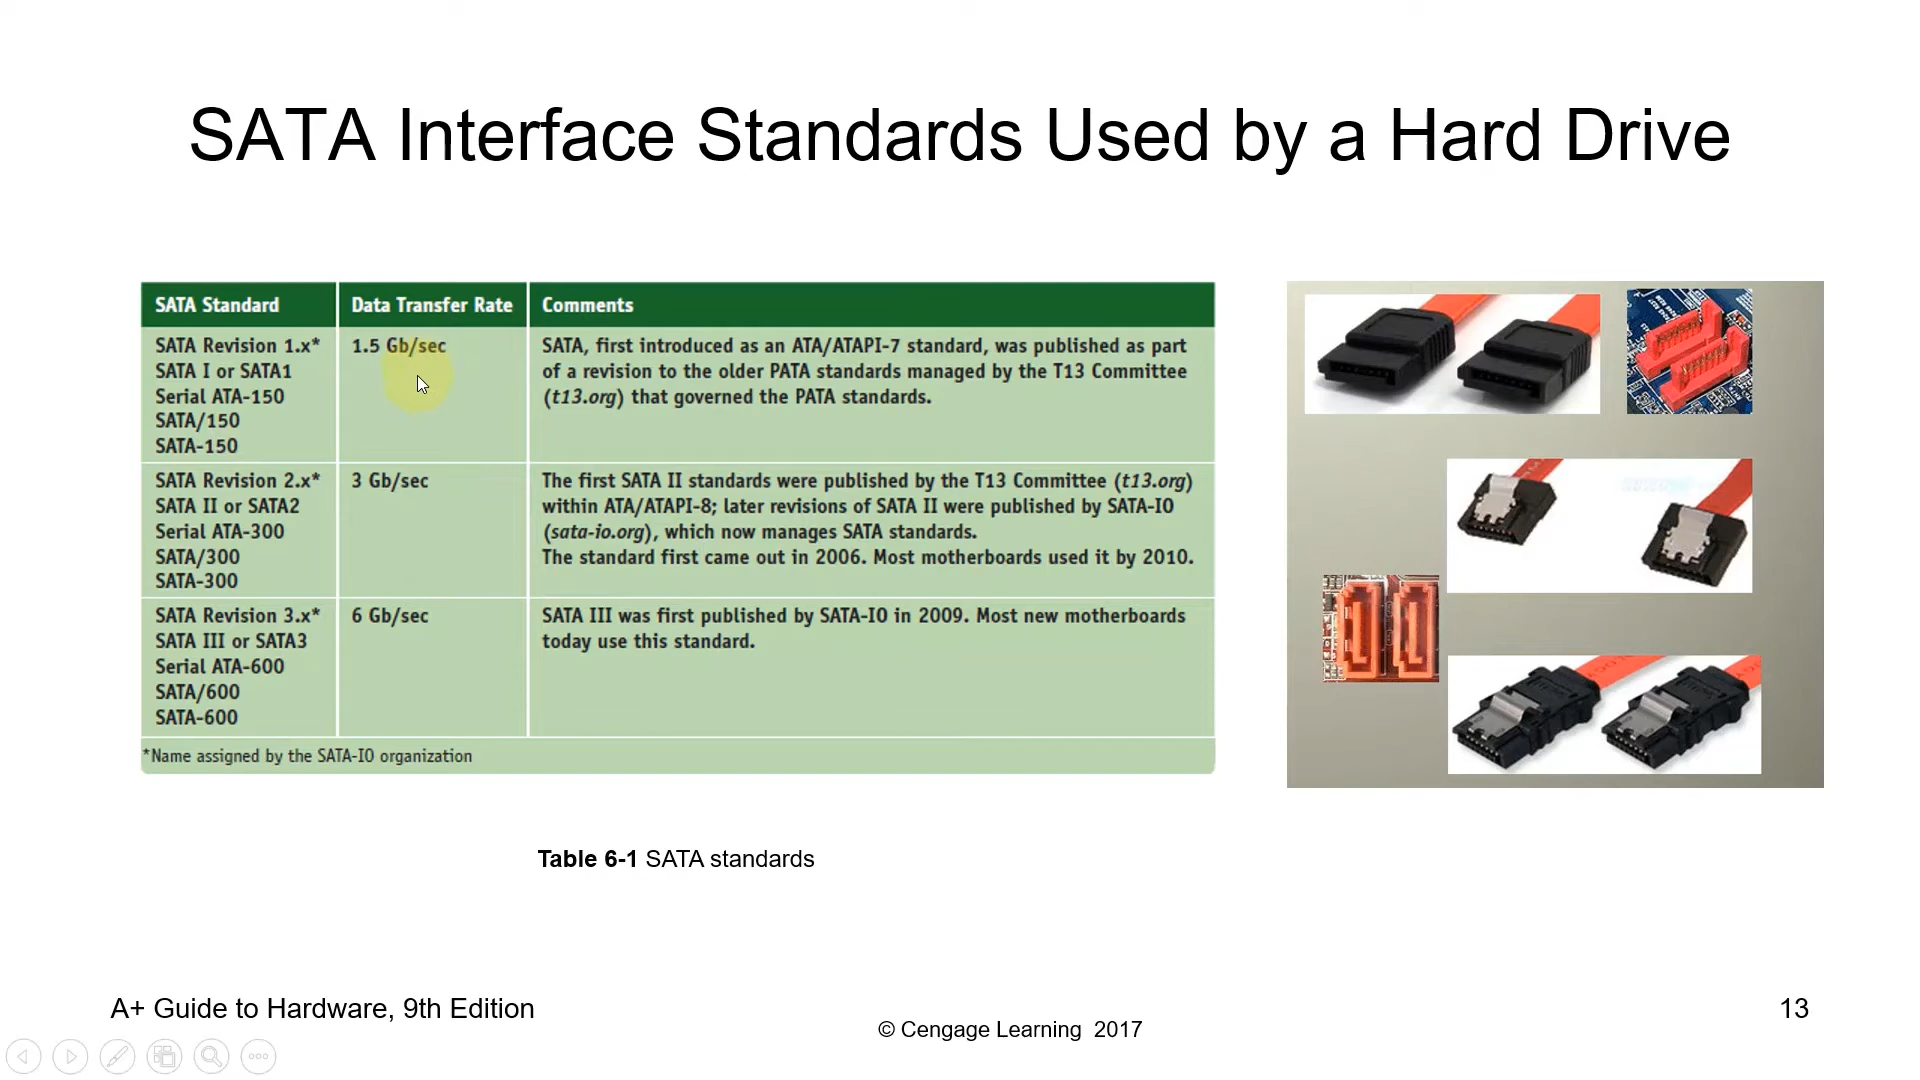 SATA Interface Standards Used by a Hard Drive
SATA Standard
Data Transfer Rate
Comments
SATA Revision 1.x*
SATA I or SATA1
Serial ATA-150
SATA/150
SATA-150
1.5 Gb/sec
SATA, first introduced as an ATA/ATAPI-7 standard, was published as part
of a revision to the older PATA standards managed by the T13 Committee
(t13.org) that governed the PATA standards.
SATA Revision 2.x*
SATA II or SATA2
Serial ATA-300
SATA/300
SATA-300
3 Gb/sec
The first SATA II standards were published by the T13 Committee (t13.org)
within ATA/ATAPI-8; later revisions of SATA II were published by SATA-IO
(sata-io.org), which now manages SATA standards.
The standard first came out in 2006. Most motherboards used it by 2010.
SATA Revision 3.x*
SATA III or SATA3
Serial ATA-600
SATA/600
SATA-600
6 Gb/sec
SATA III was first published by SATA-IO in 2009. Most new motherboards
today use this standard.
*Name assigned by the SATA-IO organization
Table 6-1 SATA standards
A+ Guide to Hardware, 9th Edition
© Cengage Learning 2017
13